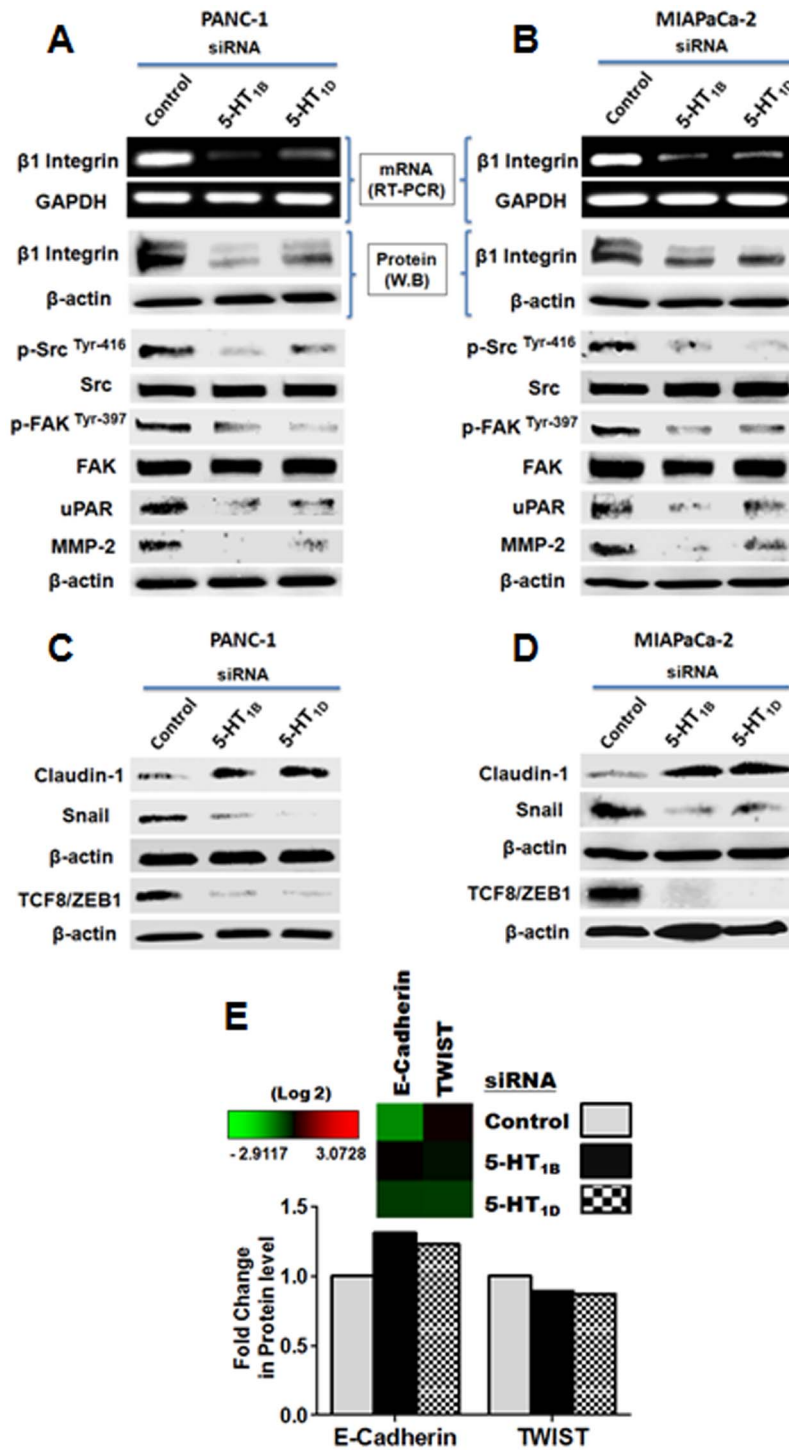 A
PANC-1
siRNA
Control
5-HT1B
5-HT1D
β1 Integrin
GAPDH
β1 Integrin
β-actin
p-Src Tyr-416
Src
p-FAK Tyr-397
FAK
uPAR
MMP-2
β-actin
mRNA
(RT-PCR)
Protein
(W.B)
B
MIAPaCa-2
siRNA
Control
5-HT1B
5-HT1D
β1 Integrin
GAPDH
β1 Integrin
β-actin
p-Src Tyr-416
Src
p-FAK Tyr-397
FAK
uPAR
MMP-2
β-actin
C
PANC-1
siRNA
Control
5-HT1B
5-HT1D
Claudin-1
Snail
β-actin
TCF8/ZEB1
β-actin
D
MIAPaCa-2
siRNA
Control
5-HT1B
5-HT1D
Claudin-1
Snail
β-actin
TCF8/ZEB1
β-actin
E
(Log 2)
-2.9117 3.0728
E-Cadherin
TWIST
siRNA
Control
5-HT1B
5-HT1D
Fold Change
in Protein level
1.5
1.0
0.5
0.0
E-Cadherin
TWIST